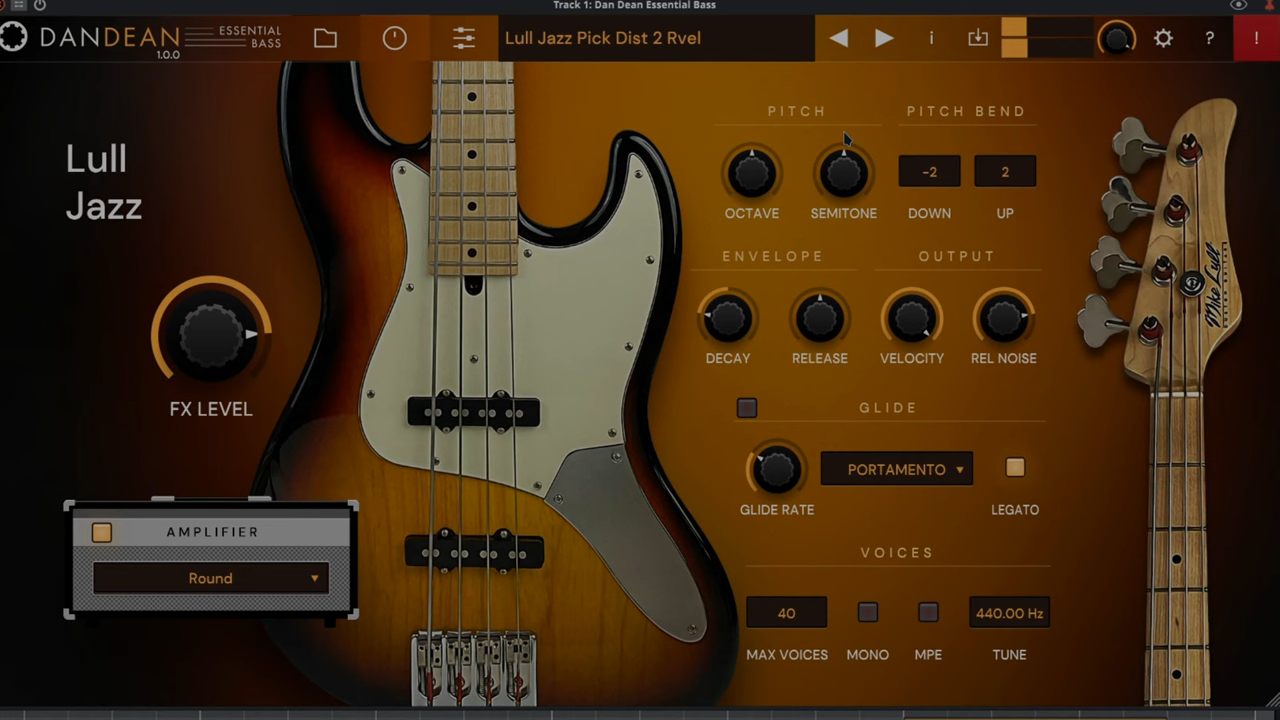 Track 1: Dan Dean Essential Bass
DANDEAN
1.0.0
ESSENTIAL
BASS
Lull Jazz Pick Dist 2 Rvel
i
?
!
Lull
Jazz
PITCH
PITCH BEND
-2
2
OCTAVE
SEMITONE
DOWN
UP
ENVELOPE
OUTPUT
DECAY
RELEASE
VELOCITY
REL NOISE
FX LEVEL
GLIDE
PORTAMENTO
GLIDE RATE
LEGATO
AMPLIFIER
Round
VOICES
40
440.00 Hz
MAX VOICES
MONO
MPE
TUNE
Mike Lull